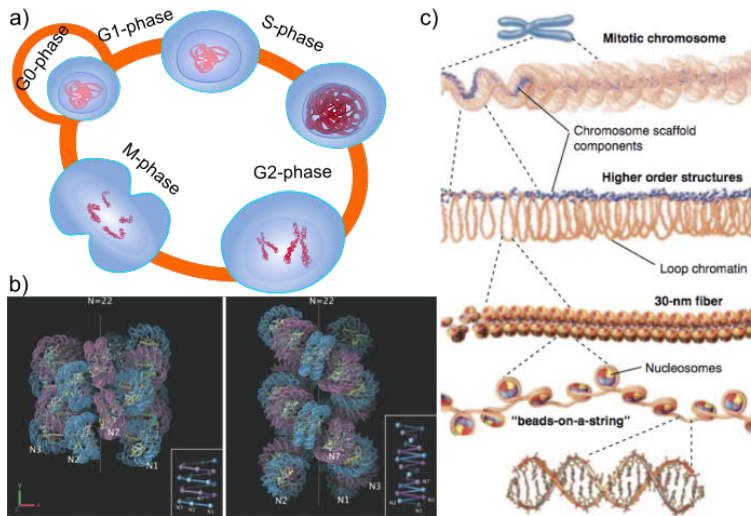 a)
G0-phase
G1-phase
S-phase
G2-phase
M-phase
b)
N=22
N3
N2
N7
N1
y
x
N=22
N7
N2
N1
N3
c)
Mitotic chromosome
Chromosome scaffold
components
Higher order structures
Loop chromatin
30-nm fiber
Nucleosomes
"beads-on-a-string"